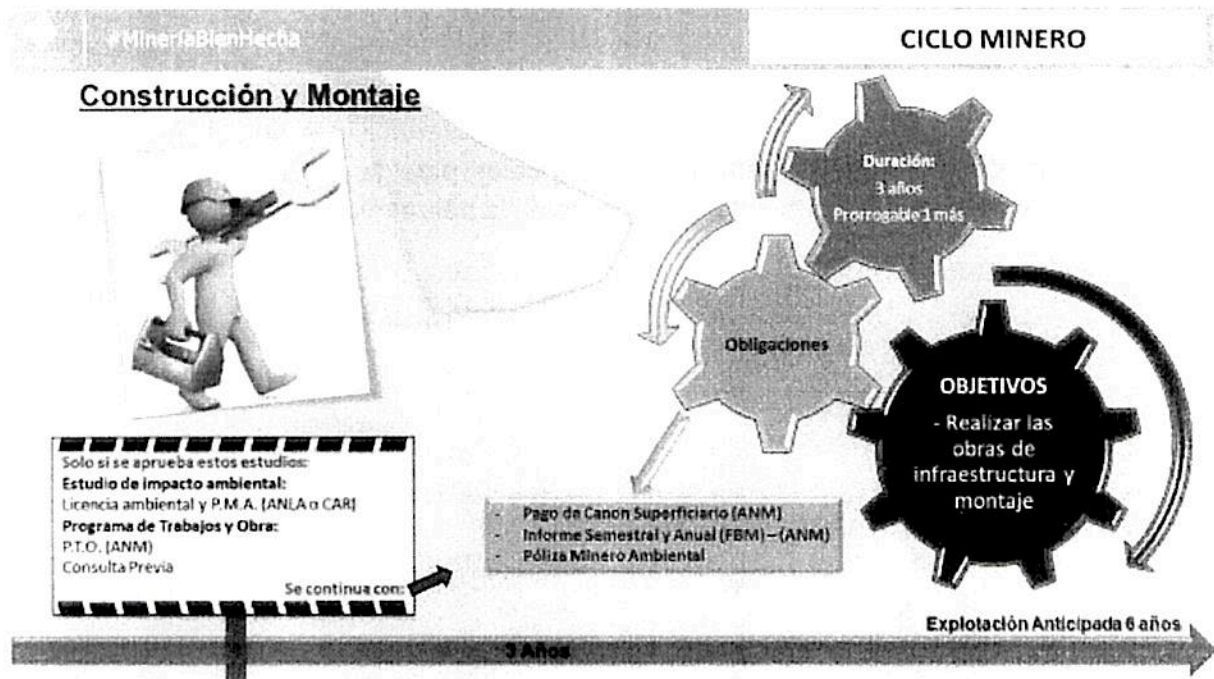 #MineríaBienHecha
CICLO MINERO
Construcción y Montaje
Duración:
3 años
Prorrogable 1 más
Obligaciones
OBJETIVOS
- Realizar las
obras de
infraestructura y
montaje
Solo si se aprueba estos estudios:
Estudio de impacto ambiental:
Licencia ambiental y P.M.A. (ANLA o CAR)
Programa de Trabajos y Obra:
P.T.O. (ANM)
Consulta Previa
Se continua con:
- Pago de Canon Superficiario (ANM)
- Informe Semestral y Anual (FBM) – (ANM)
- Póliza Minero Ambiental
Explotación Anticipada 6 años
3 Años